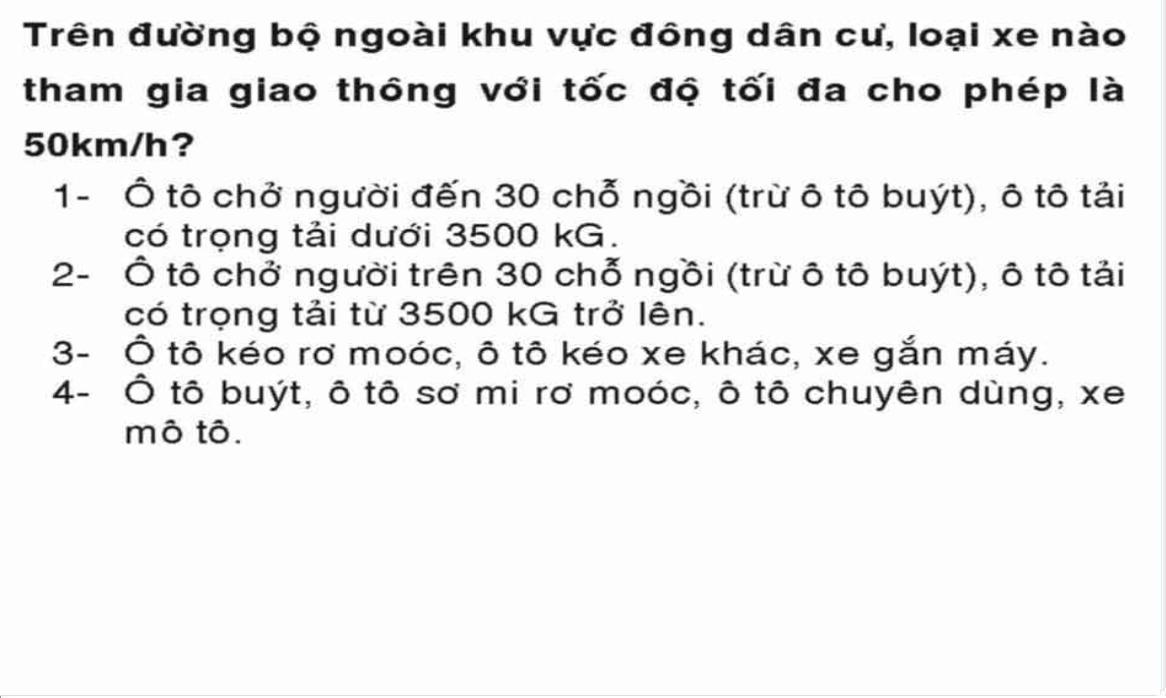 Trên đường bộ ngoài khu vực đông dân cư, loại xe nào
tham gia giao thông với tốc độ tối đa cho phép là
50km/h?
1- Ô tô chở người đến 30 chỗ ngồi (trừ ô tô buýt), ô tô tải
có trọng tải dưới 3500 kG.
2- Ô tô chở người trên 30 chỗ ngồi (trừ ô tô buýt), ô tô tải
có trọng tải từ 3500 kG trở lên.
3- Ô tô kéo rơ moóc, ô tô kéo xe khác, xe gắn máy.
4- Ô tô buýt, ô tô sơ mi rơ moóc, ô tô chuyên dùng, xe
mô tô.